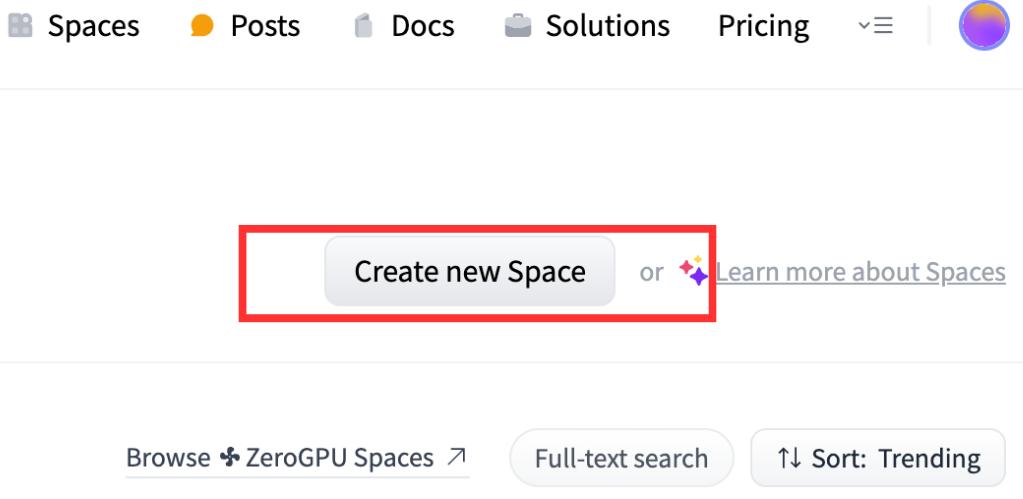 Spaces Posts Docs Solutions Pricing
Create new Space or Learn more about Spaces
Browse ZeroGPU Spaces Full-text search Sort: Trending